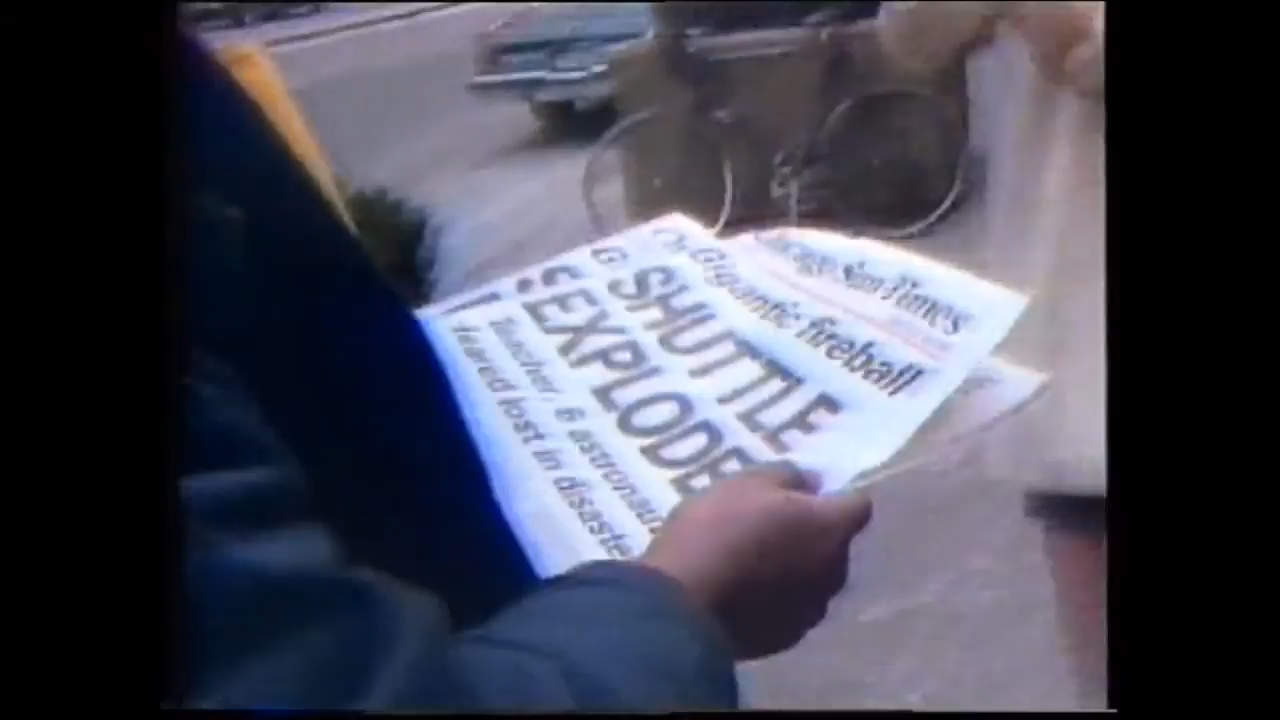 Chicago Sun-Times
Gigantic fireball
SHUTTLE
EXPLODE
Teacher, 6 astronau
feared lost in disaste
G
S